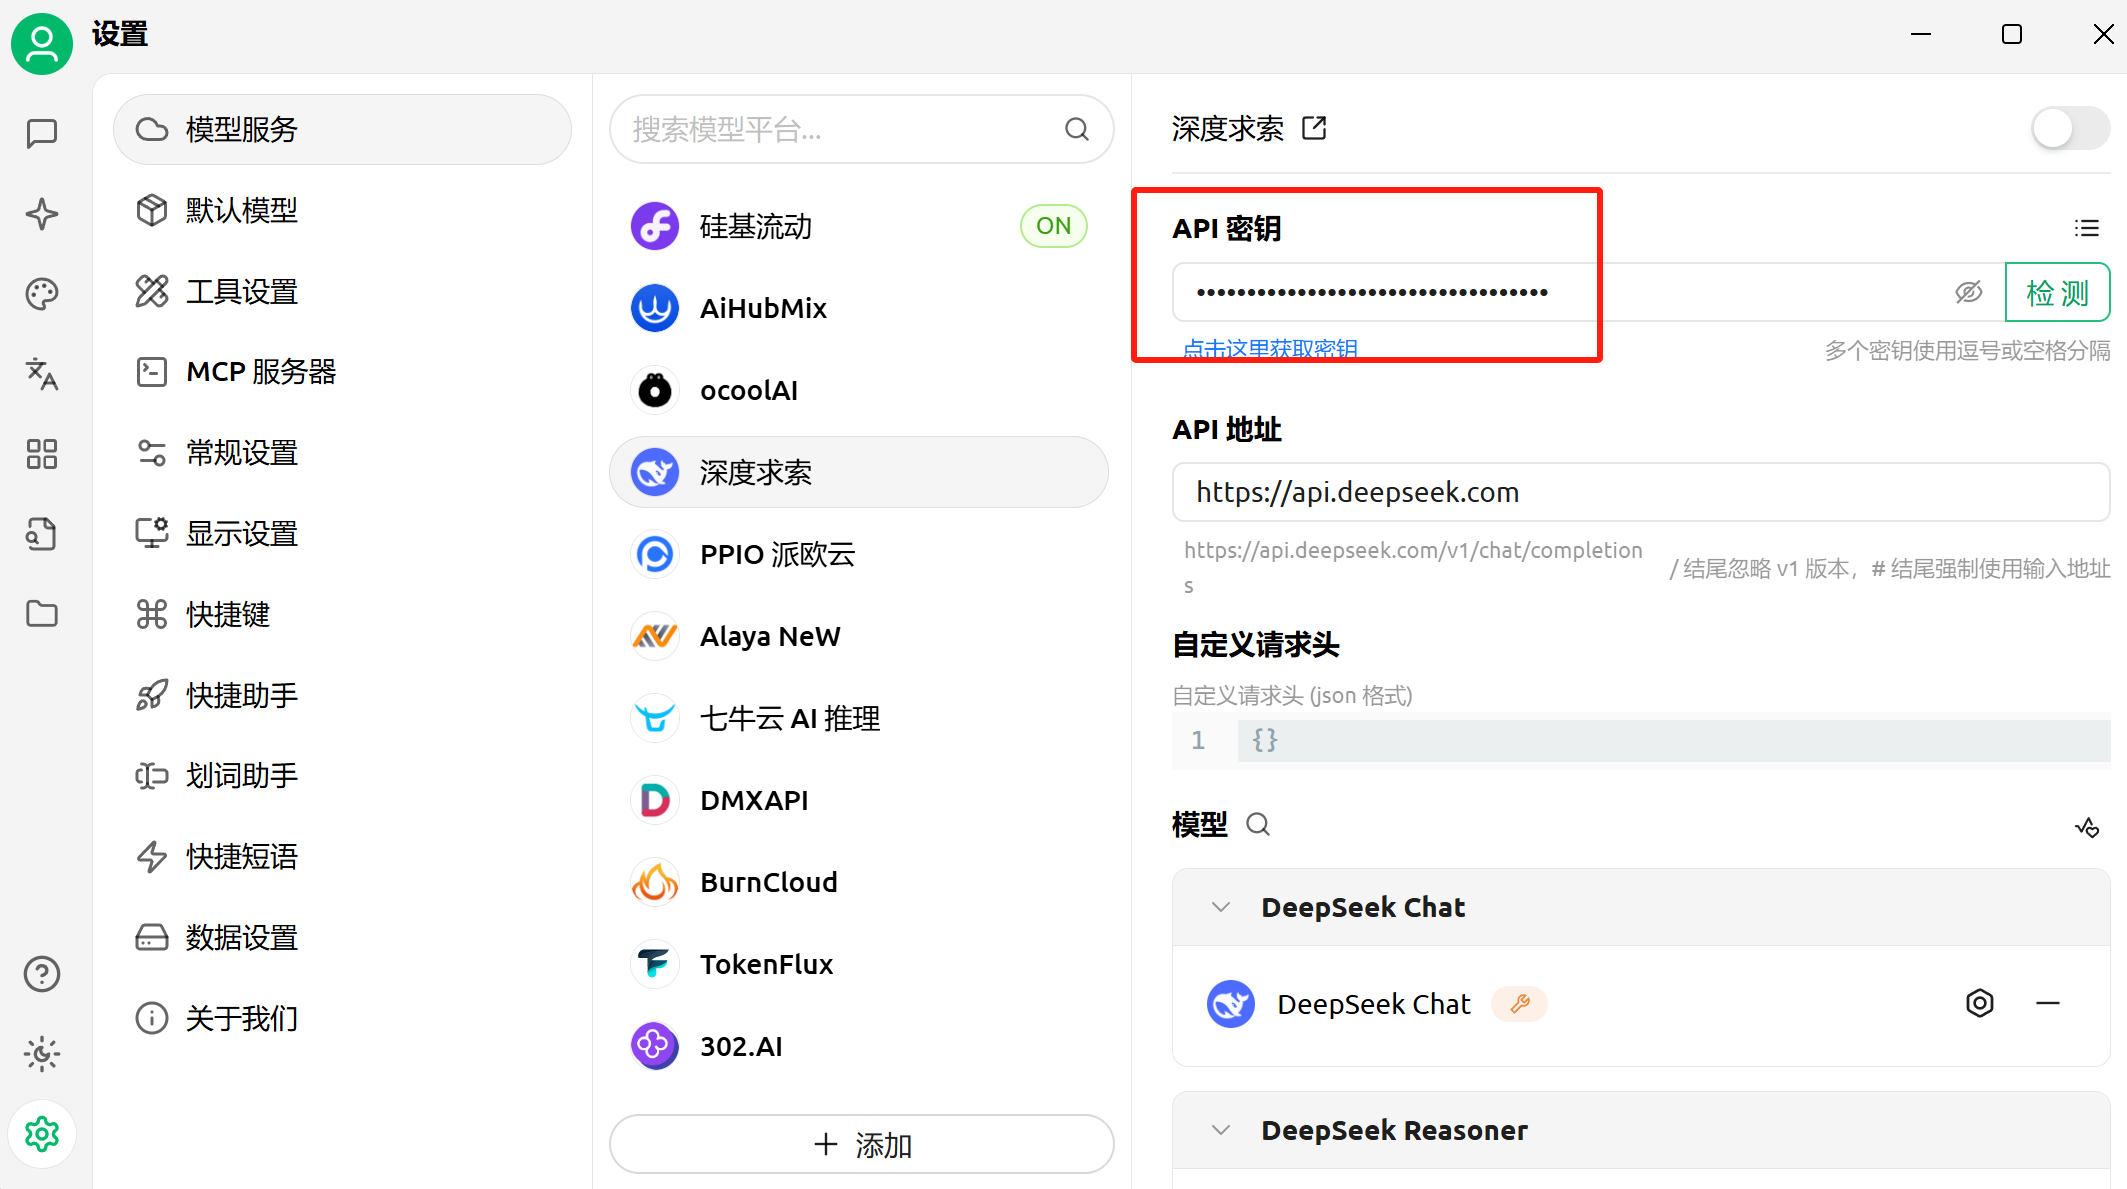 设置
模型服务
默认模型
工具设置
MCP 服务器
常规设置
显示设置
快捷键
快捷助手
划词助手
快捷短语
数据设置
关于我们
搜索模型平台...
硅基流动
ON
AiHubMix
ocoolAI
深度求索
PPIO 派欧云
Alaya NeW
七牛云 AI 推理
DMXAPI
BurnCloud
TokenFlux
302.AI
添加
深度求索
API 密钥
••••••••••••••••••••••••••••••••••• 检 测
点击这里获取密钥 多个密钥使用逗号或空格分隔
API 地址
https://api.deepseek.com
https://api.deepseek.com/v1/chat/completion
s
/ 结尾忽略 v1 版本，# 结尾强制使用输入地址
自定义请求头
自定义请求头 (json 格式)
1 {}
模型
DeepSeek Chat
DeepSeek Chat
DeepSeek Reasoner